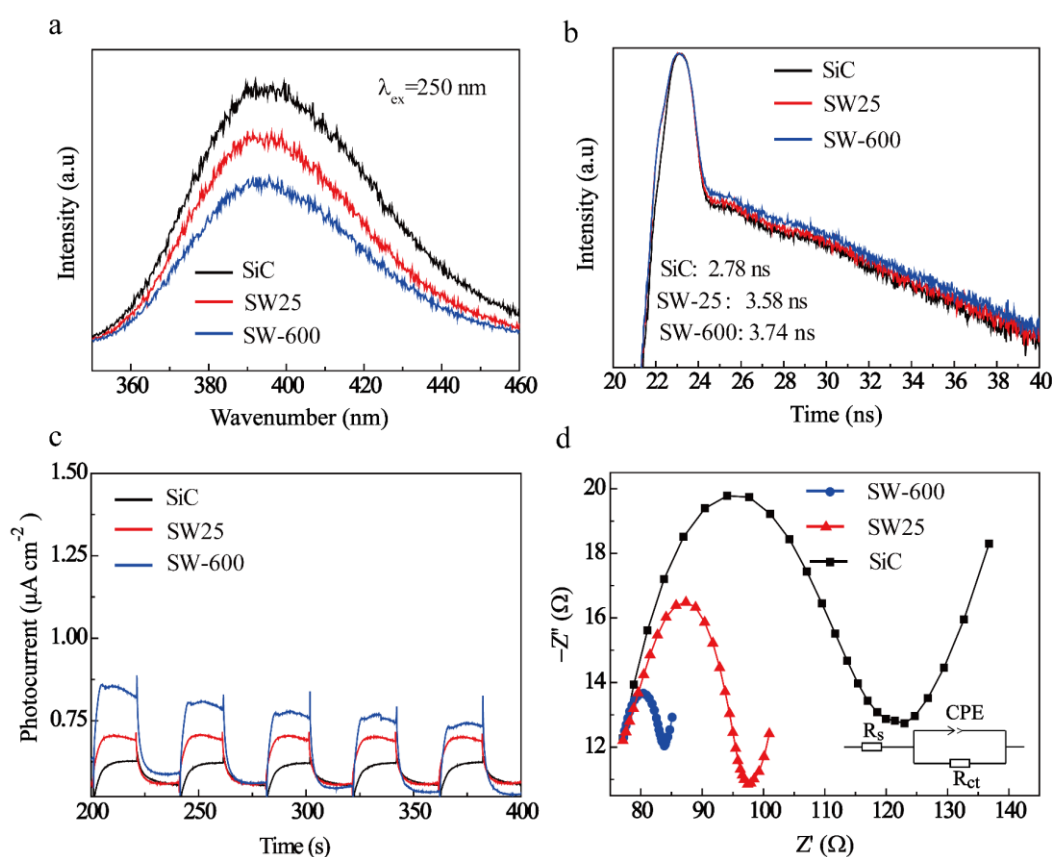 a
λex=250 nm
SiC
SW25
SW-600
Intensity (a.u)
360 380 400 420 440 460
Wavenumber (nm)
b
SiC
SW25
SW-600
SiC: 2.78 ns
SW-25 : 3.58 ns
SW-600: 3.74 ns
Intensity (a.u)
20 22 24 26 28 30 32 34 36 38 40
Time (ns)
c
1.50
1.25
1.00
0.75
SiC
SW25
SW-600
Photocurrent (μA cm⁻²)
200 250 300 350 400
Time (s)
d
20
18
16
14
12
SW-600
SW25
SiC
−Z'' (Ω)
CPE
Rs
Rct
80 90 100 110 120 130 140
Z' (Ω)